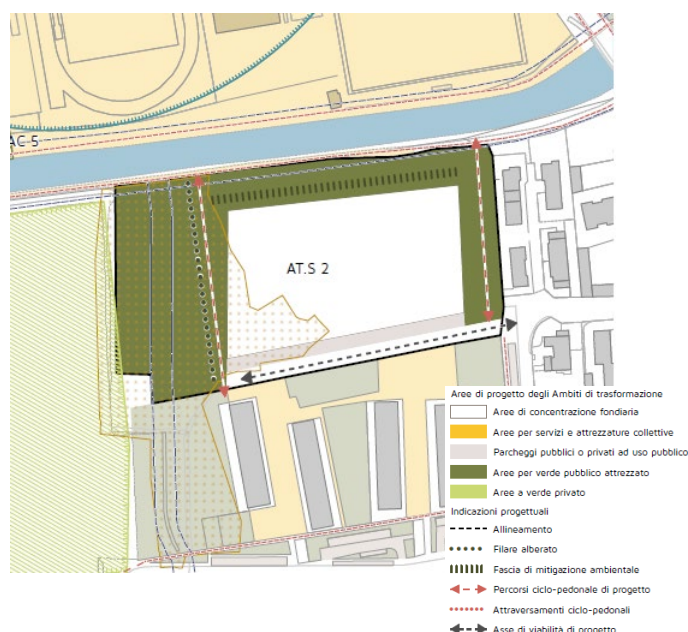 AC 5
AT.S 2
Aree di progetto degli Ambiti di trasformazione
Aree di concentrazione fondiaria
Aree per servizi e attrezzature collettive
Parcheggi pubblici o privati ad uso pubblico
Aree per verde pubblico attrezzato
Aree a verde privato
Indicazioni progettuali
Allineamento
Filare alberato
Fascia di mitigazione ambientale
Percorsi ciclo-pedonale di progetto
Attraversamenti ciclo-pedonali
Asse di viabilità di progetto